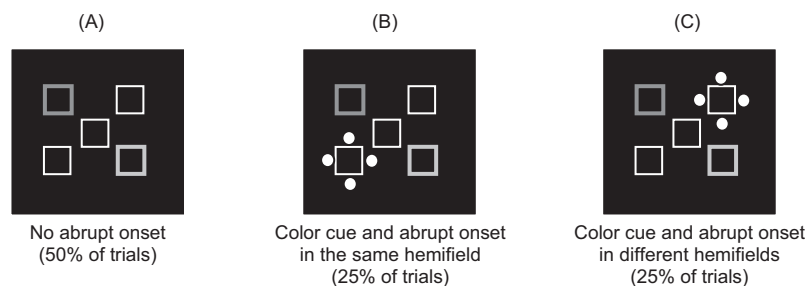 (A)
(B)
(C)
No abrupt onset
(50% of trials)
Color cue and abrupt onset
in the same hemifield
(25% of trials)
Color cue and abrupt onset
in different hemifields
(25% of trials)